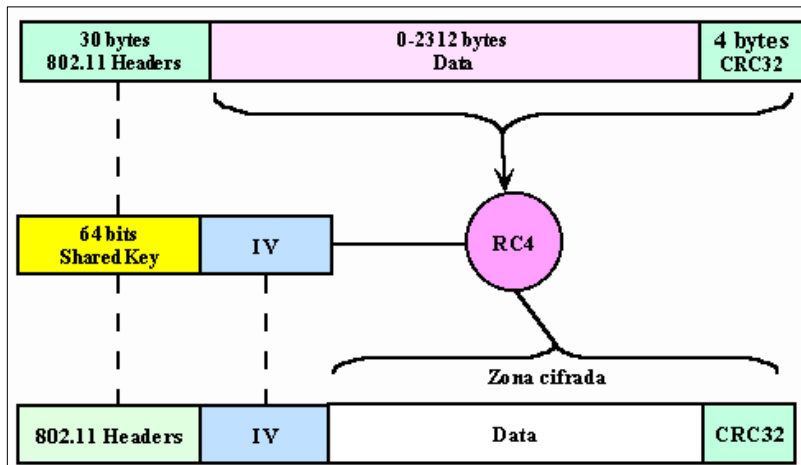 30 bytes
802.11 Headers
0-2312 bytes
Data
4 bytes
CRC32
64 bits
Shared Key
IV
RC4
Zona cifrada
802.11 Headers
IV
Data
CRC32